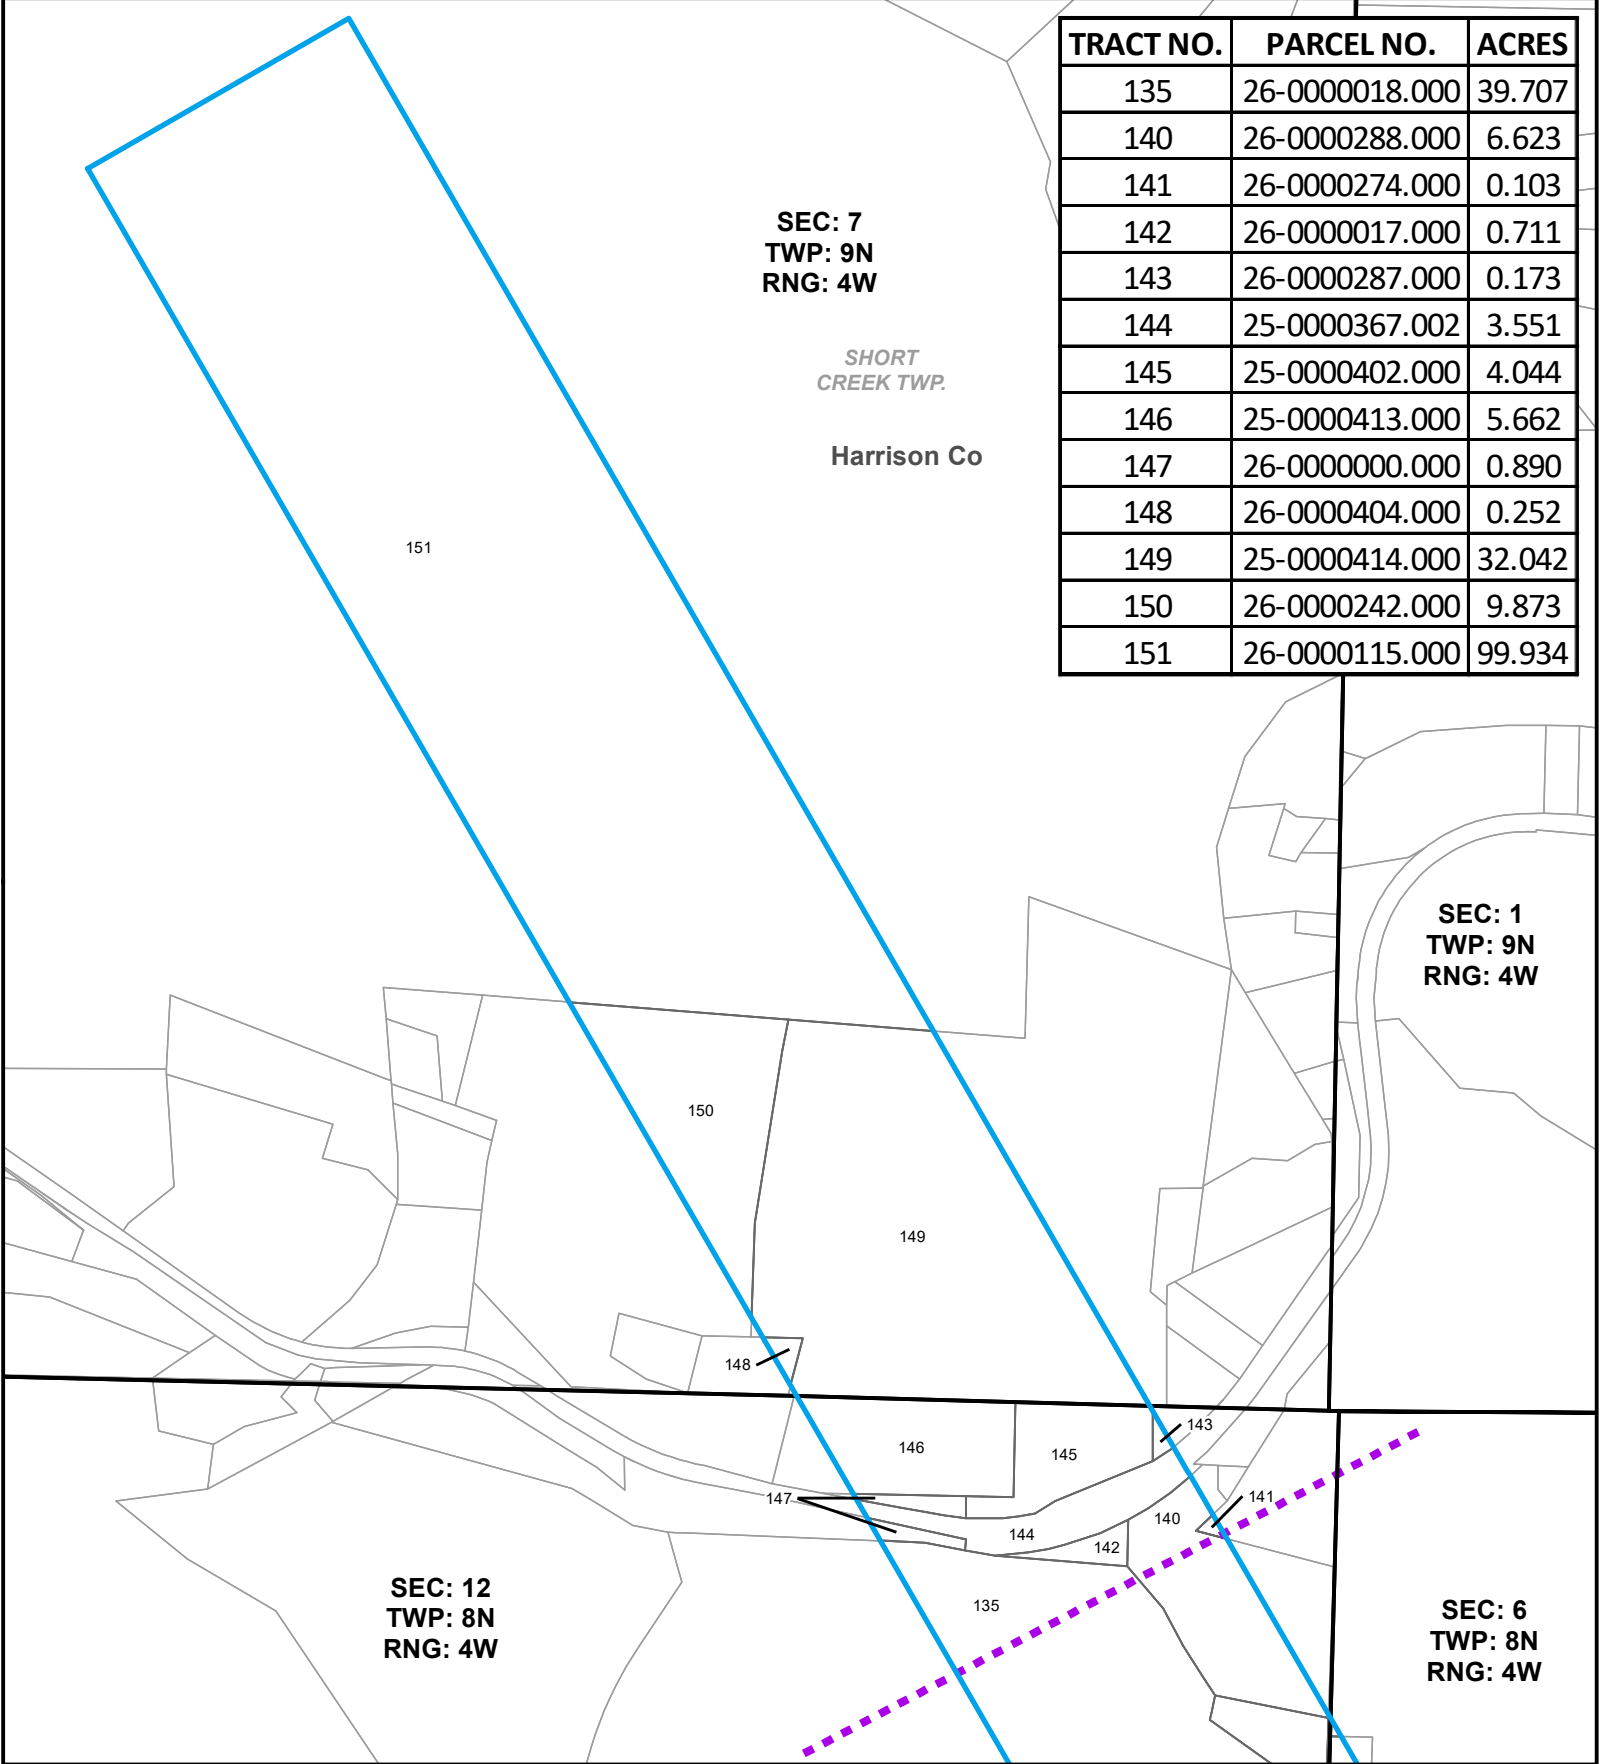 TRACT NO. PARCEL NO. ACRES
135 26-0000018.000 39.707
140 26-0000288.000 6.623
141 26-0000274.000 0.103
142 26-0000017.000 0.711
143 26-0000287.000 0.173
144 25-0000367.002 3.551
145 25-0000402.000 4.044
146 25-0000413.000 5.662
147 26-0000000.000 0.890
148 26-0000404.000 0.252
149 25-0000414.000 32.042
150 26-0000242.000 9.873
151 26-0000115.000 99.934
SEC: 7
TWP: 9N
RNG: 4W
SHORT
CREEK TWP.
Harrison Co
151
SEC: 1
TWP: 9N
RNG: 4W
150
149
148
143
146
145
147
141
140
144
142
135
SEC: 12
TWP: 8N
RNG: 4W
SEC: 6
TWP: 8N
RNG: 4W